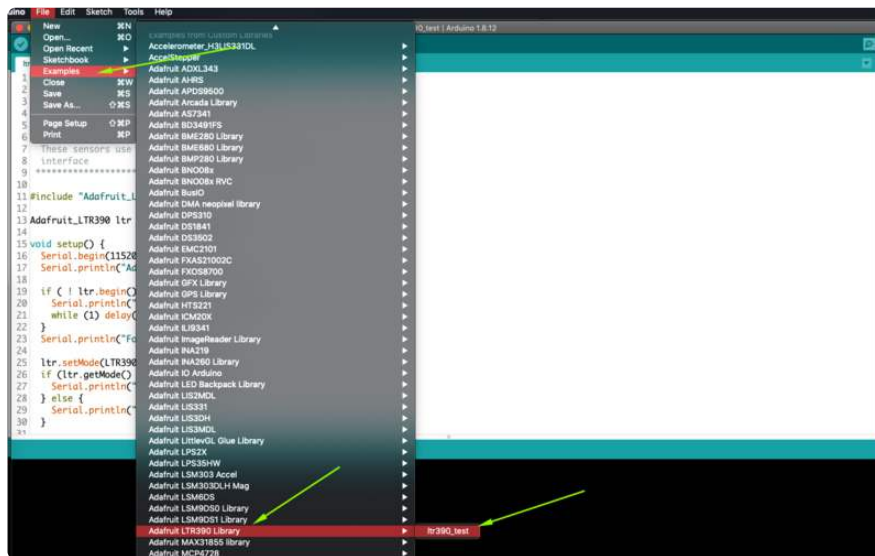 uino File Edit Sketch Tools Help
New ⌘N
Open... ⌘O
Open Recent
Sketchbook
Examples
Close ⌘W
Save ⌘S
Save As... ⇧⌘S
Page Setup ⇧⌘P
Print ⌘P
Examples from Custom Libraries
Accelerometer_H3LIS331DL
AccelStepper
Adafruit ADXL343
Adafruit AHRS
Adafruit APDS9600
Adafruit Arcada Library
Adafruit AS7341
Adafruit BD3491FS
Adafruit BME280 Library
Adafruit BME680 Library
Adafruit BMP280 Library
Adafruit BNO08x
Adafruit BNO08x RVC
Adafruit BusIO
Adafruit DMA neopixel library
Adafruit DPS310
Adafruit DS1841
Adafruit DS3502
Adafruit EMC2101
Adafruit FXAS21002C
Adafruit FXOS8700
Adafruit GFX Library
Adafruit GPS Library
Adafruit HTS221
Adafruit ICM20X
Adafruit ILI9341
Adafruit ImageReader Library
Adafruit INA219
Adafruit INA260 Library
Adafruit IO Arduino
Adafruit LED Backpack Library
Adafruit LIS2MDL
Adafruit LIS331
Adafruit LIS3DH
Adafruit LIS3MDL
Adafruit LittlevGL Glue Library
Adafruit LPS2X
Adafruit LPS35HW
Adafruit LSM303 Accel
Adafruit LSM303DLH Mag
Adafruit LSM6DS
Adafruit LSM9DS0 Library
Adafruit LSM9DS1 Library
Adafruit LTR390 Library
Adafruit MAX31855 library
Adafruit MCP4728
ltr390_test
0_test | Arduino 1.8.12
ltr
1
2
3
4
5
6
7 These sensors use
8 interface
9 *******************
10
11 #include "Adafruit_L
12
13 Adafruit_LTR390 ltr
14
15 void setup() {
16 Serial.begin(11520
17 Serial.println("Ad
18
19 if ( ! ltr.begin()
20 Serial.println("
21 while (1) delay(
22 }
23 Serial.println("Fo
24
25 ltr.setMode(LTR390
26 if (ltr.getMode()
27 Serial.println("
28 } else {
29 Serial.println("
30 }
31